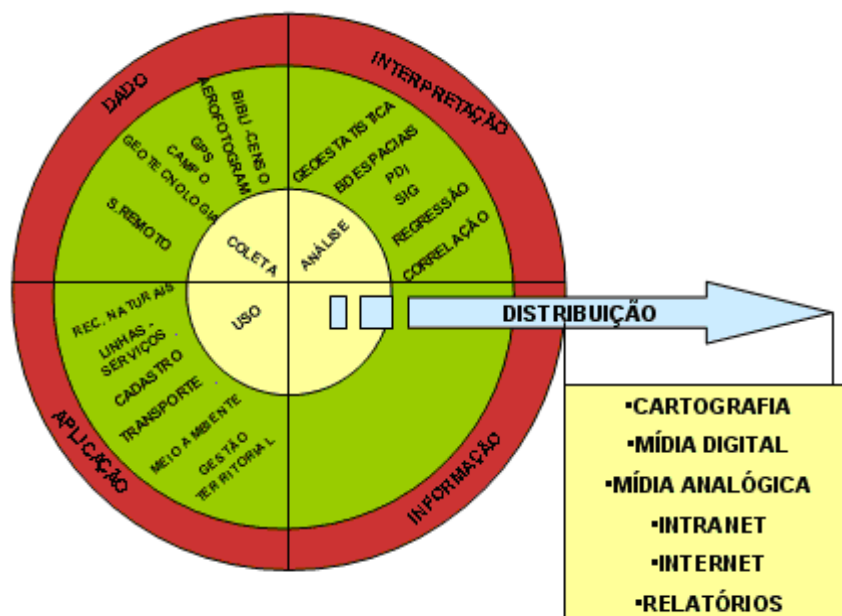 DADO
INTERPRETAÇÃO
BIBLI-CENSO
AEROFOTOGRAM
GPS
CAMPO
GEOTECNOLOGIA
S.REMOTO
COLETA
ANÁLISE
GEOESTATÍSTICA
BDESPACIAIS
PDI
SIG
REGRESSÃO
CORRELAÇÃO
USO
REC. NATURAIS
LINHAS -
SERVIÇOS
CADASTRO
TRANSPORTE
MEIO AMBIENTE
GESTÃO
TERRITORIAL
APLICAÇÃO
INFORMAÇÃO
DISTRIBUIÇÃO
▪CARTOGRAFIA
▪MÍDIA DIGITAL
▪MÍDIA ANALÓGICA
▪INTRANET
▪INTERNET
▪RELATÓRIOS